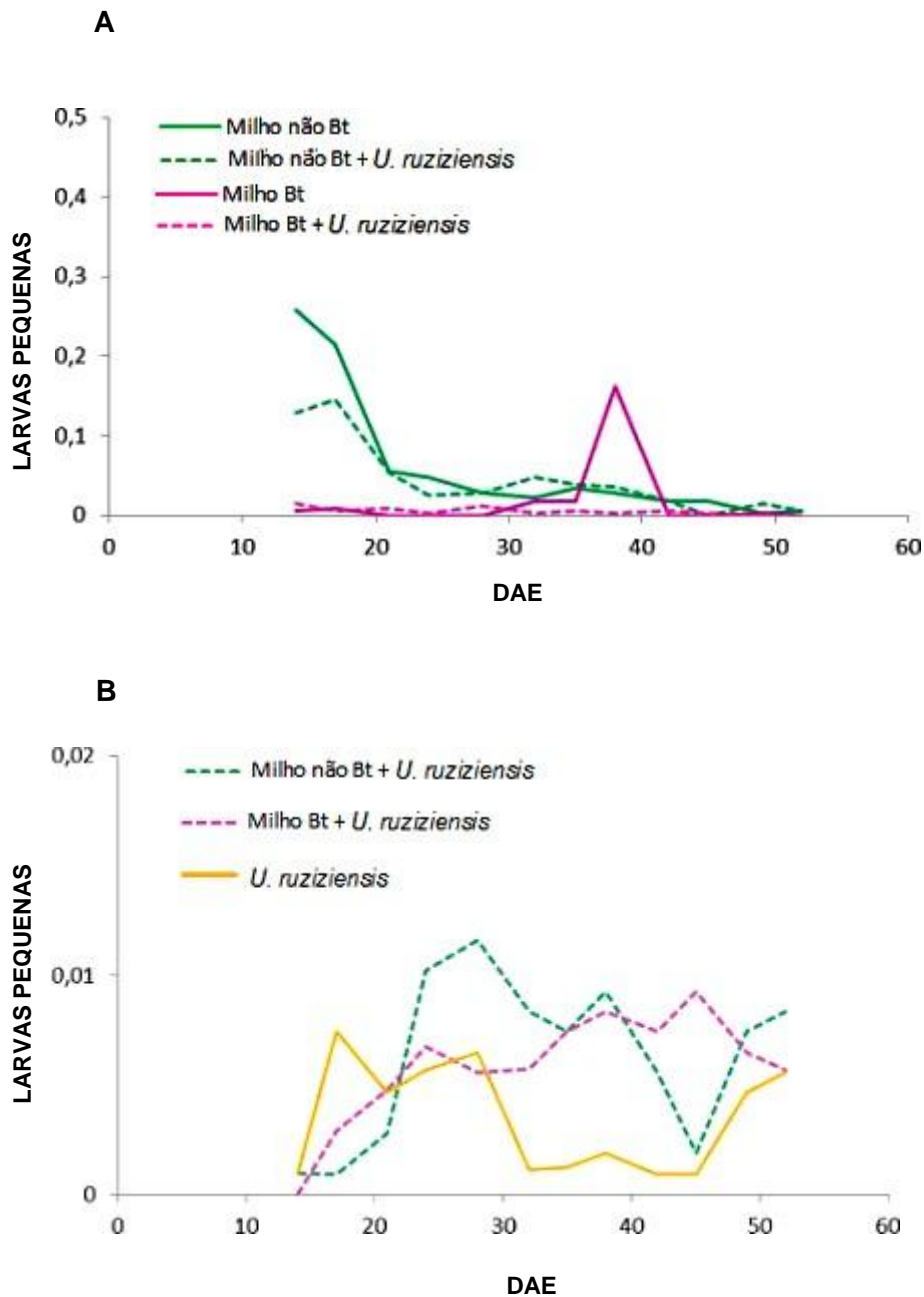 A
0,5
Milho não Bt
Milho não Bt + U. ruziziensis
0,4
Milho Bt
Milho Bt + U. ruziziensis
0,3
LARVAS PEQUENAS
0,2
0,1
0
0 10 20 30 40 50 60
DAE
B
0,02
Milho não Bt + U. ruziziensis
Milho Bt + U. ruziziensis
U. ruziziensis
LARVAS PEQUENAS
0,01
0
0 10 20 30 40 50 60
DAE